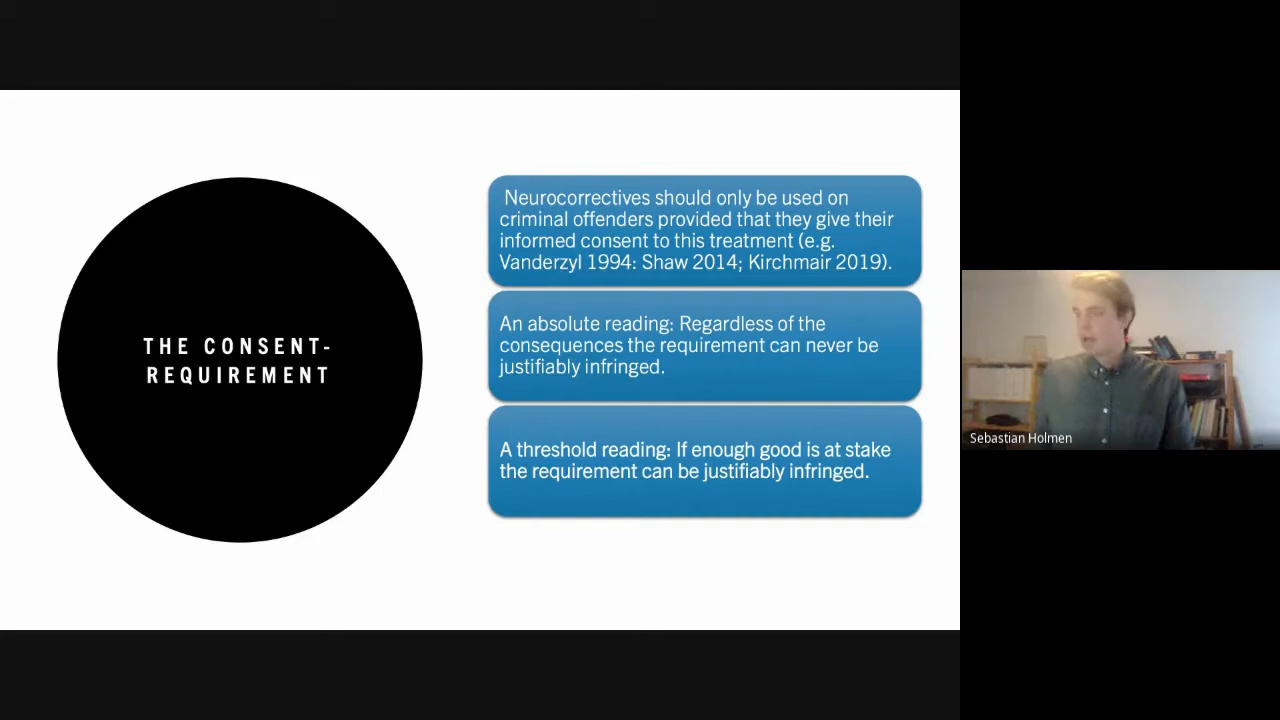 THE CONSENT-
REQUIREMENT
Neurocorrectives should only be used on
criminal offenders provided that they give their
informed consent to this treatment (e.g.
Vanderzyl 1994: Shaw 2014; Kirchmair 2019).
An absolute reading: Regardless of the
consequences the requirement can never be
justifiably infringed.
A threshold reading: If enough good is at stake
the requirement can be justifiably infringed.
Sebastian Holmen